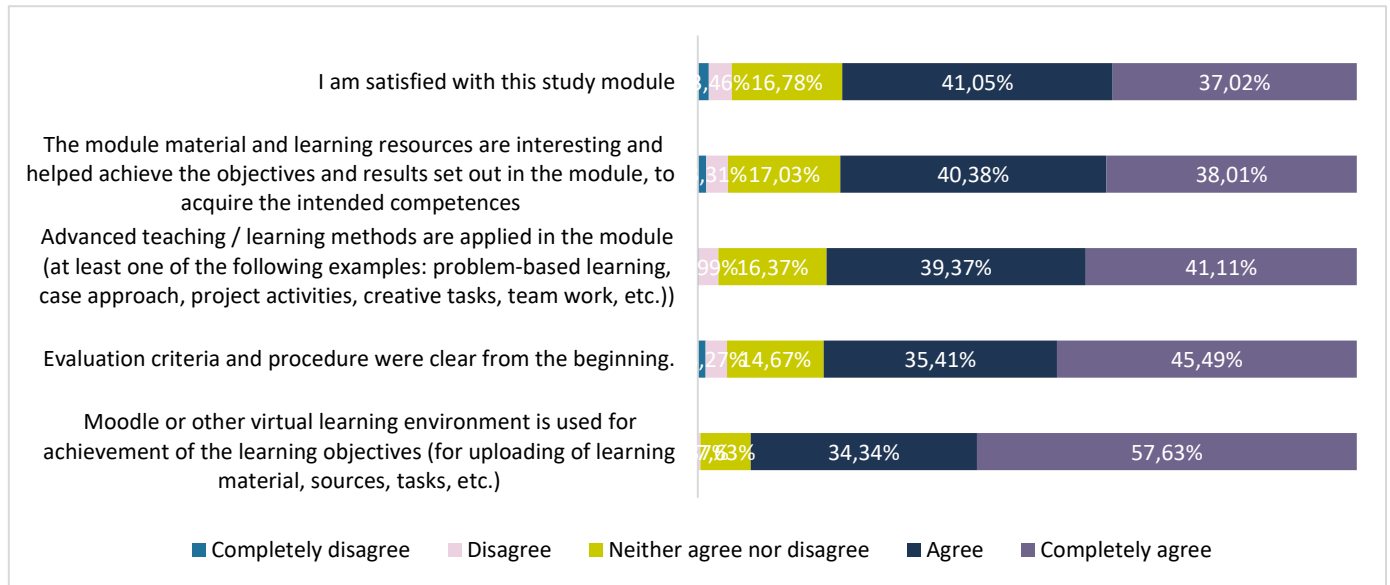 I am satisfied with this study module
16,78%
41,05%
37,02%
The module material and learning resources are interesting and
helped achieve the objectives and results set out in the module, to
acquire the intended competences
17,03%
40,38%
38,01%
Advanced teaching / learning methods are applied in the module
(at least one of the following examples: problem-based learning,
case approach, project activities, creative tasks, team work, etc.))
16,37%
39,37%
41,11%
Evaluation criteria and procedure were clear from the beginning.
14,67%
35,41%
45,49%
Moodle or other virtual learning environment is used for
achievement of the learning objectives (for uploading of learning
material, sources, tasks, etc.)
34,34%
57,63%
Completely disagree
Disagree
Neither agree nor disagree
Agree
Completely agree